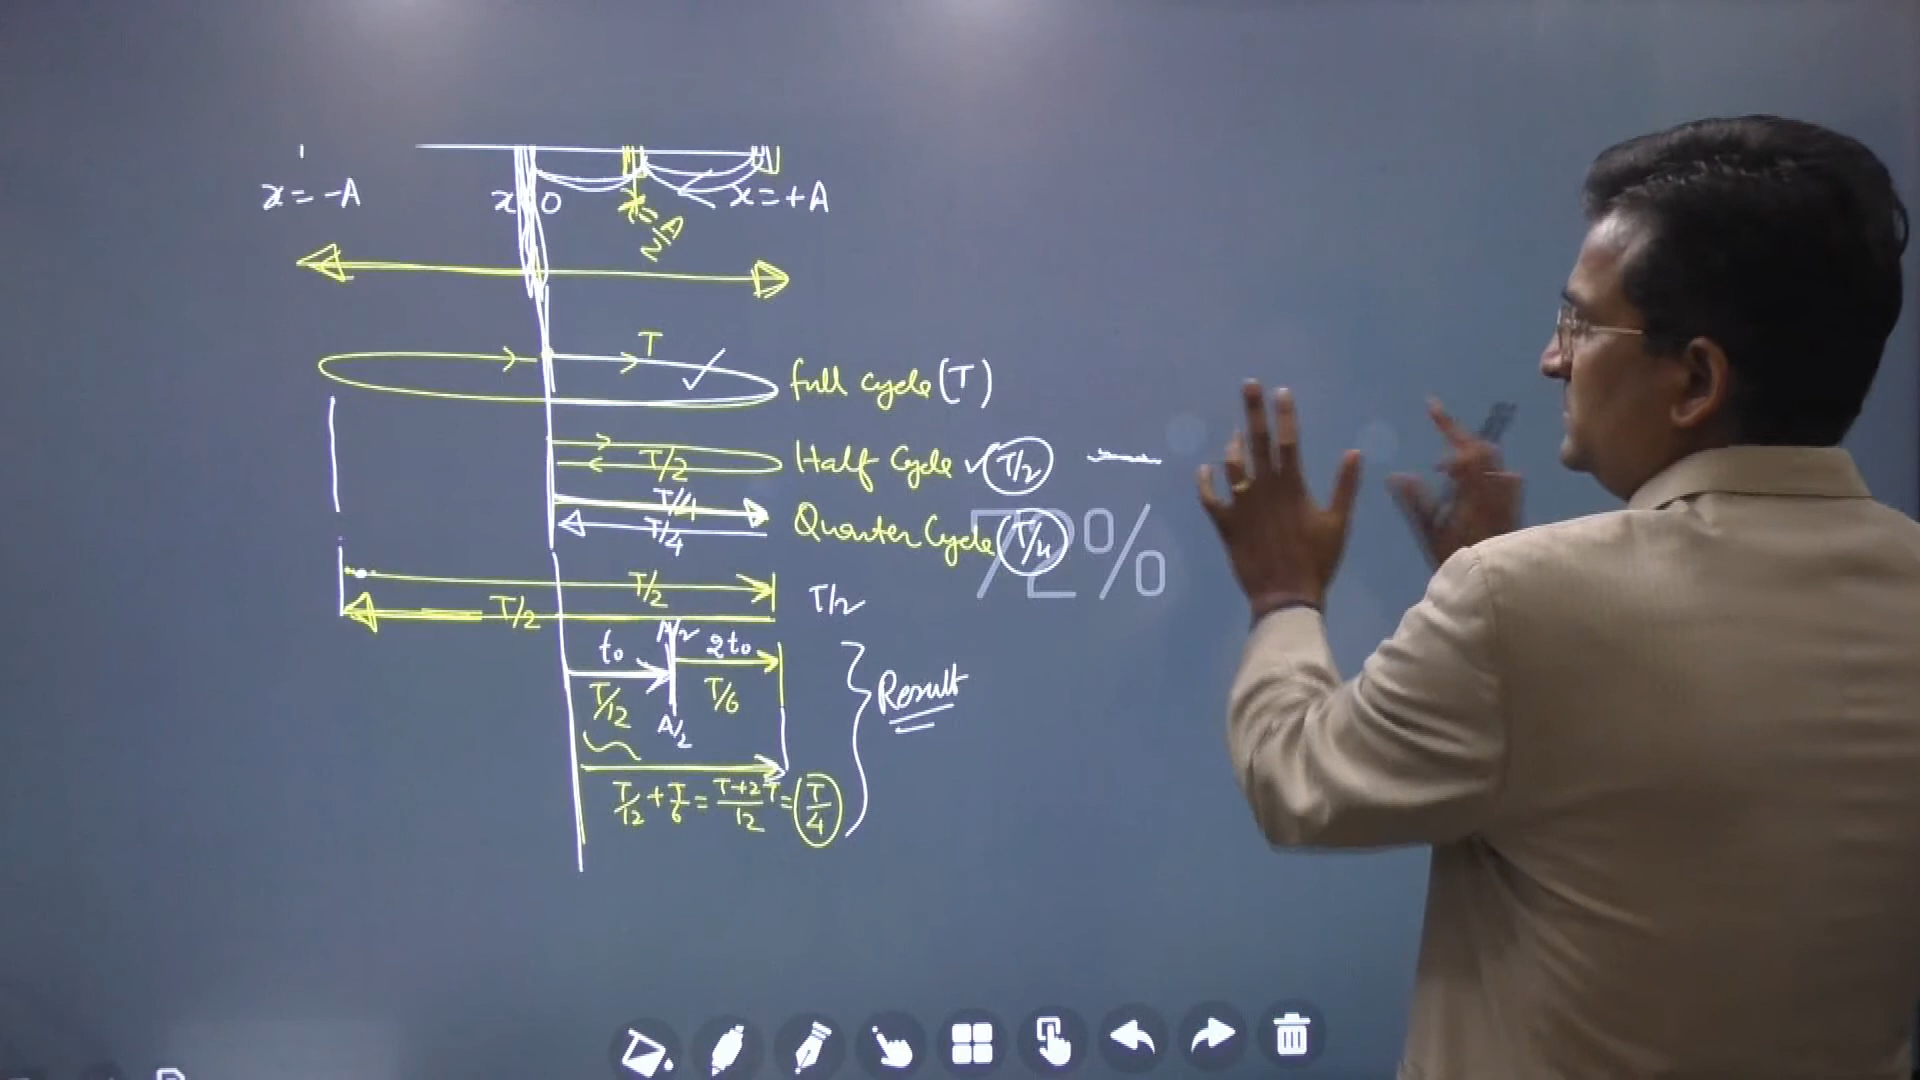 x = -A
x = 0
x = A/2
x = +A
T
full cycle (T)
T/2
Half Cycle ✓ T/2
T/4
T/4
Quarter Cycle T/4
72%
T/2
T/2
T/2
A/2
t₀
2t₀
T/12
T/6
A/2
Result
T/12 + T/6 = T+2T/12 = T/4